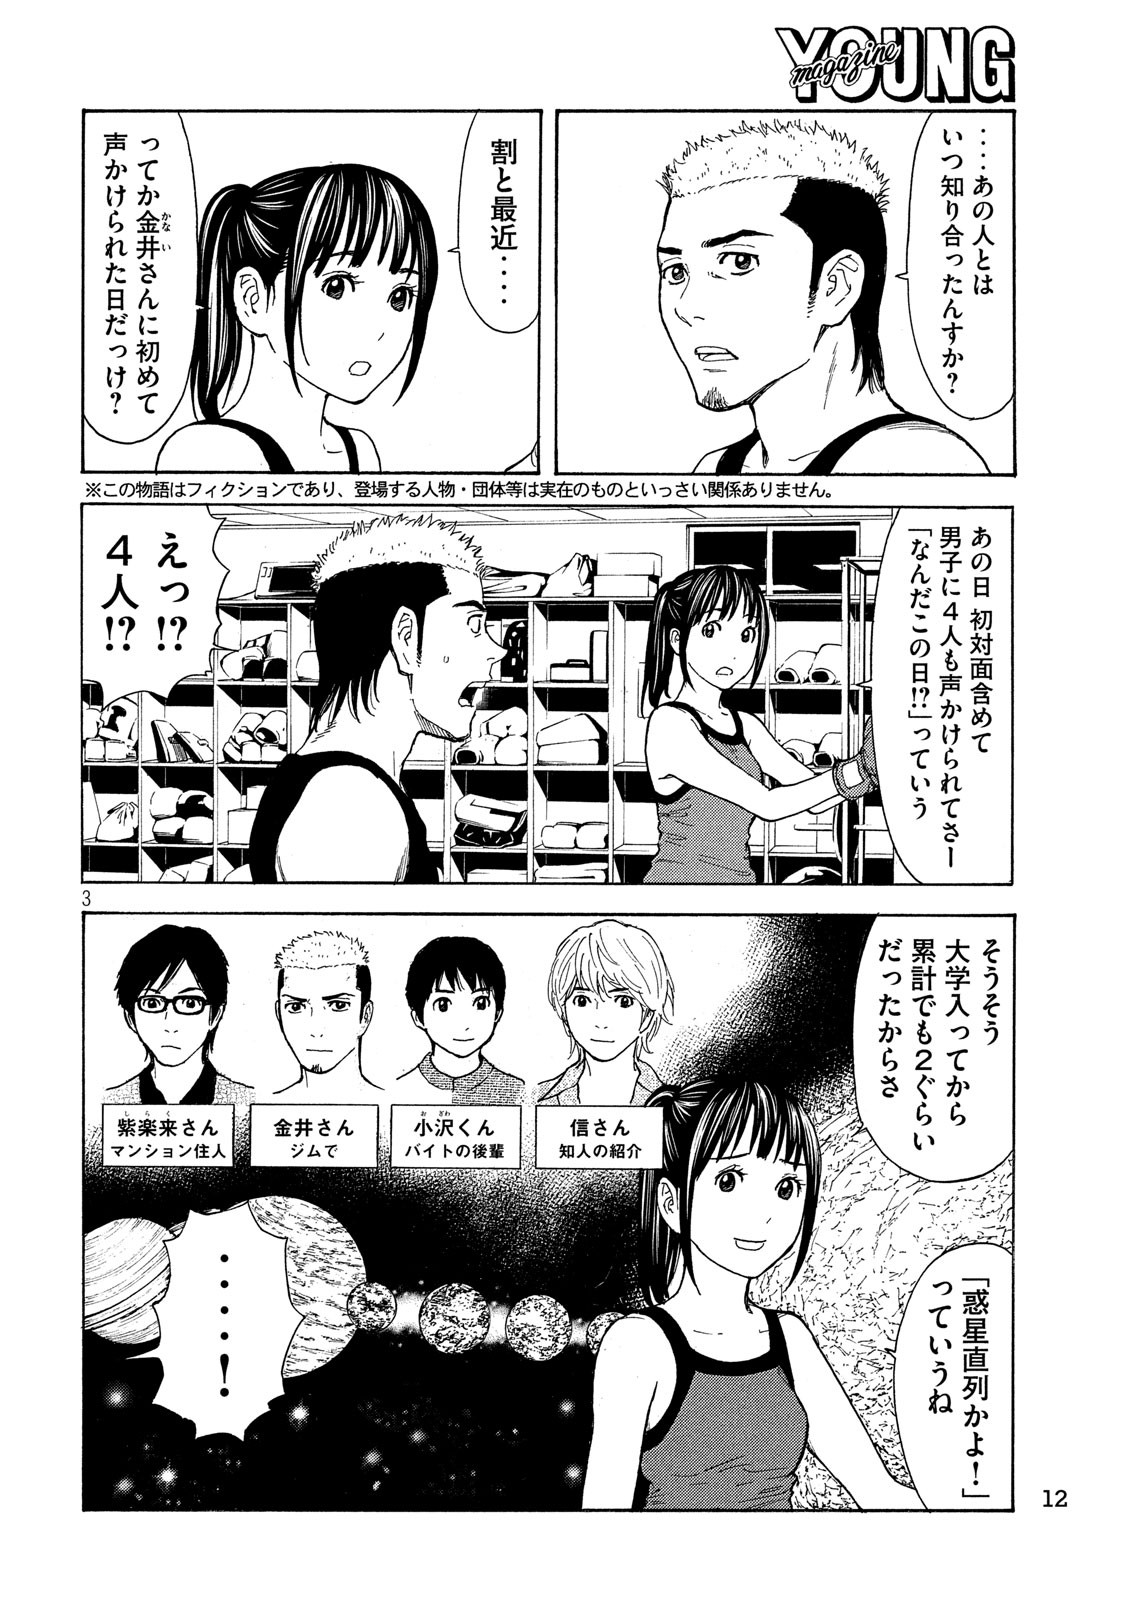 YOUNG
magazine
‥‥あの人とは
いつ知り合ったんすか？
割と最近‥‥
ってか金井さんに初めて
かない
声かけられた日だっけ？
※この物語はフィクションであり、登場する人物・団体等は実在のものといっさい関係ありません。
あの日 初対面含めて
男子に４人も声かけられてさー
「なんだこの日!?」っていう
えっ!?
４人!?
3
そうそう
大学入ってから
累計でも２ぐらい
だったからさ
しらく
紫楽来さん
マンション住人
金井さん
ジムで
おざわ
小沢くん
バイトの後輩
信さん
知人の紹介
「惑星直列かよ！」
っていうね
‥‥‥！
12